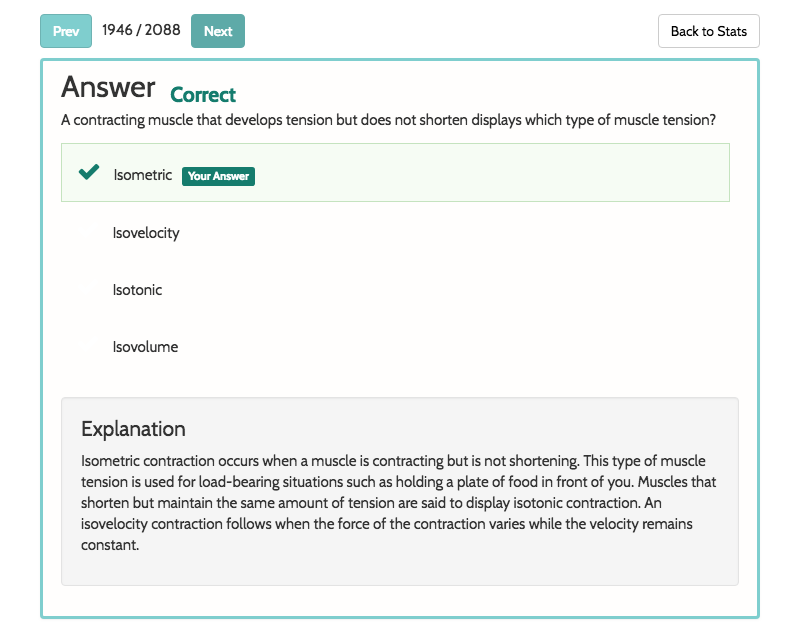 Prev 1946 / 2088 Next Back to Stats
Answer Correct
A contracting muscle that develops tension but does not shorten displays which type of muscle tension?
Isometric Your Answer
Isovelocity
Isotonic
Isovolume
Explanation
Isometric contraction occurs when a muscle is contracting but is not shortening. This type of muscle
tension is used for load-bearing situations such as holding a plate of food in front of you. Muscles that
shorten but maintain the same amount of tension are said to display isotonic contraction. An
isovelocity contraction follows when the force of the contraction varies while the velocity remains
constant.